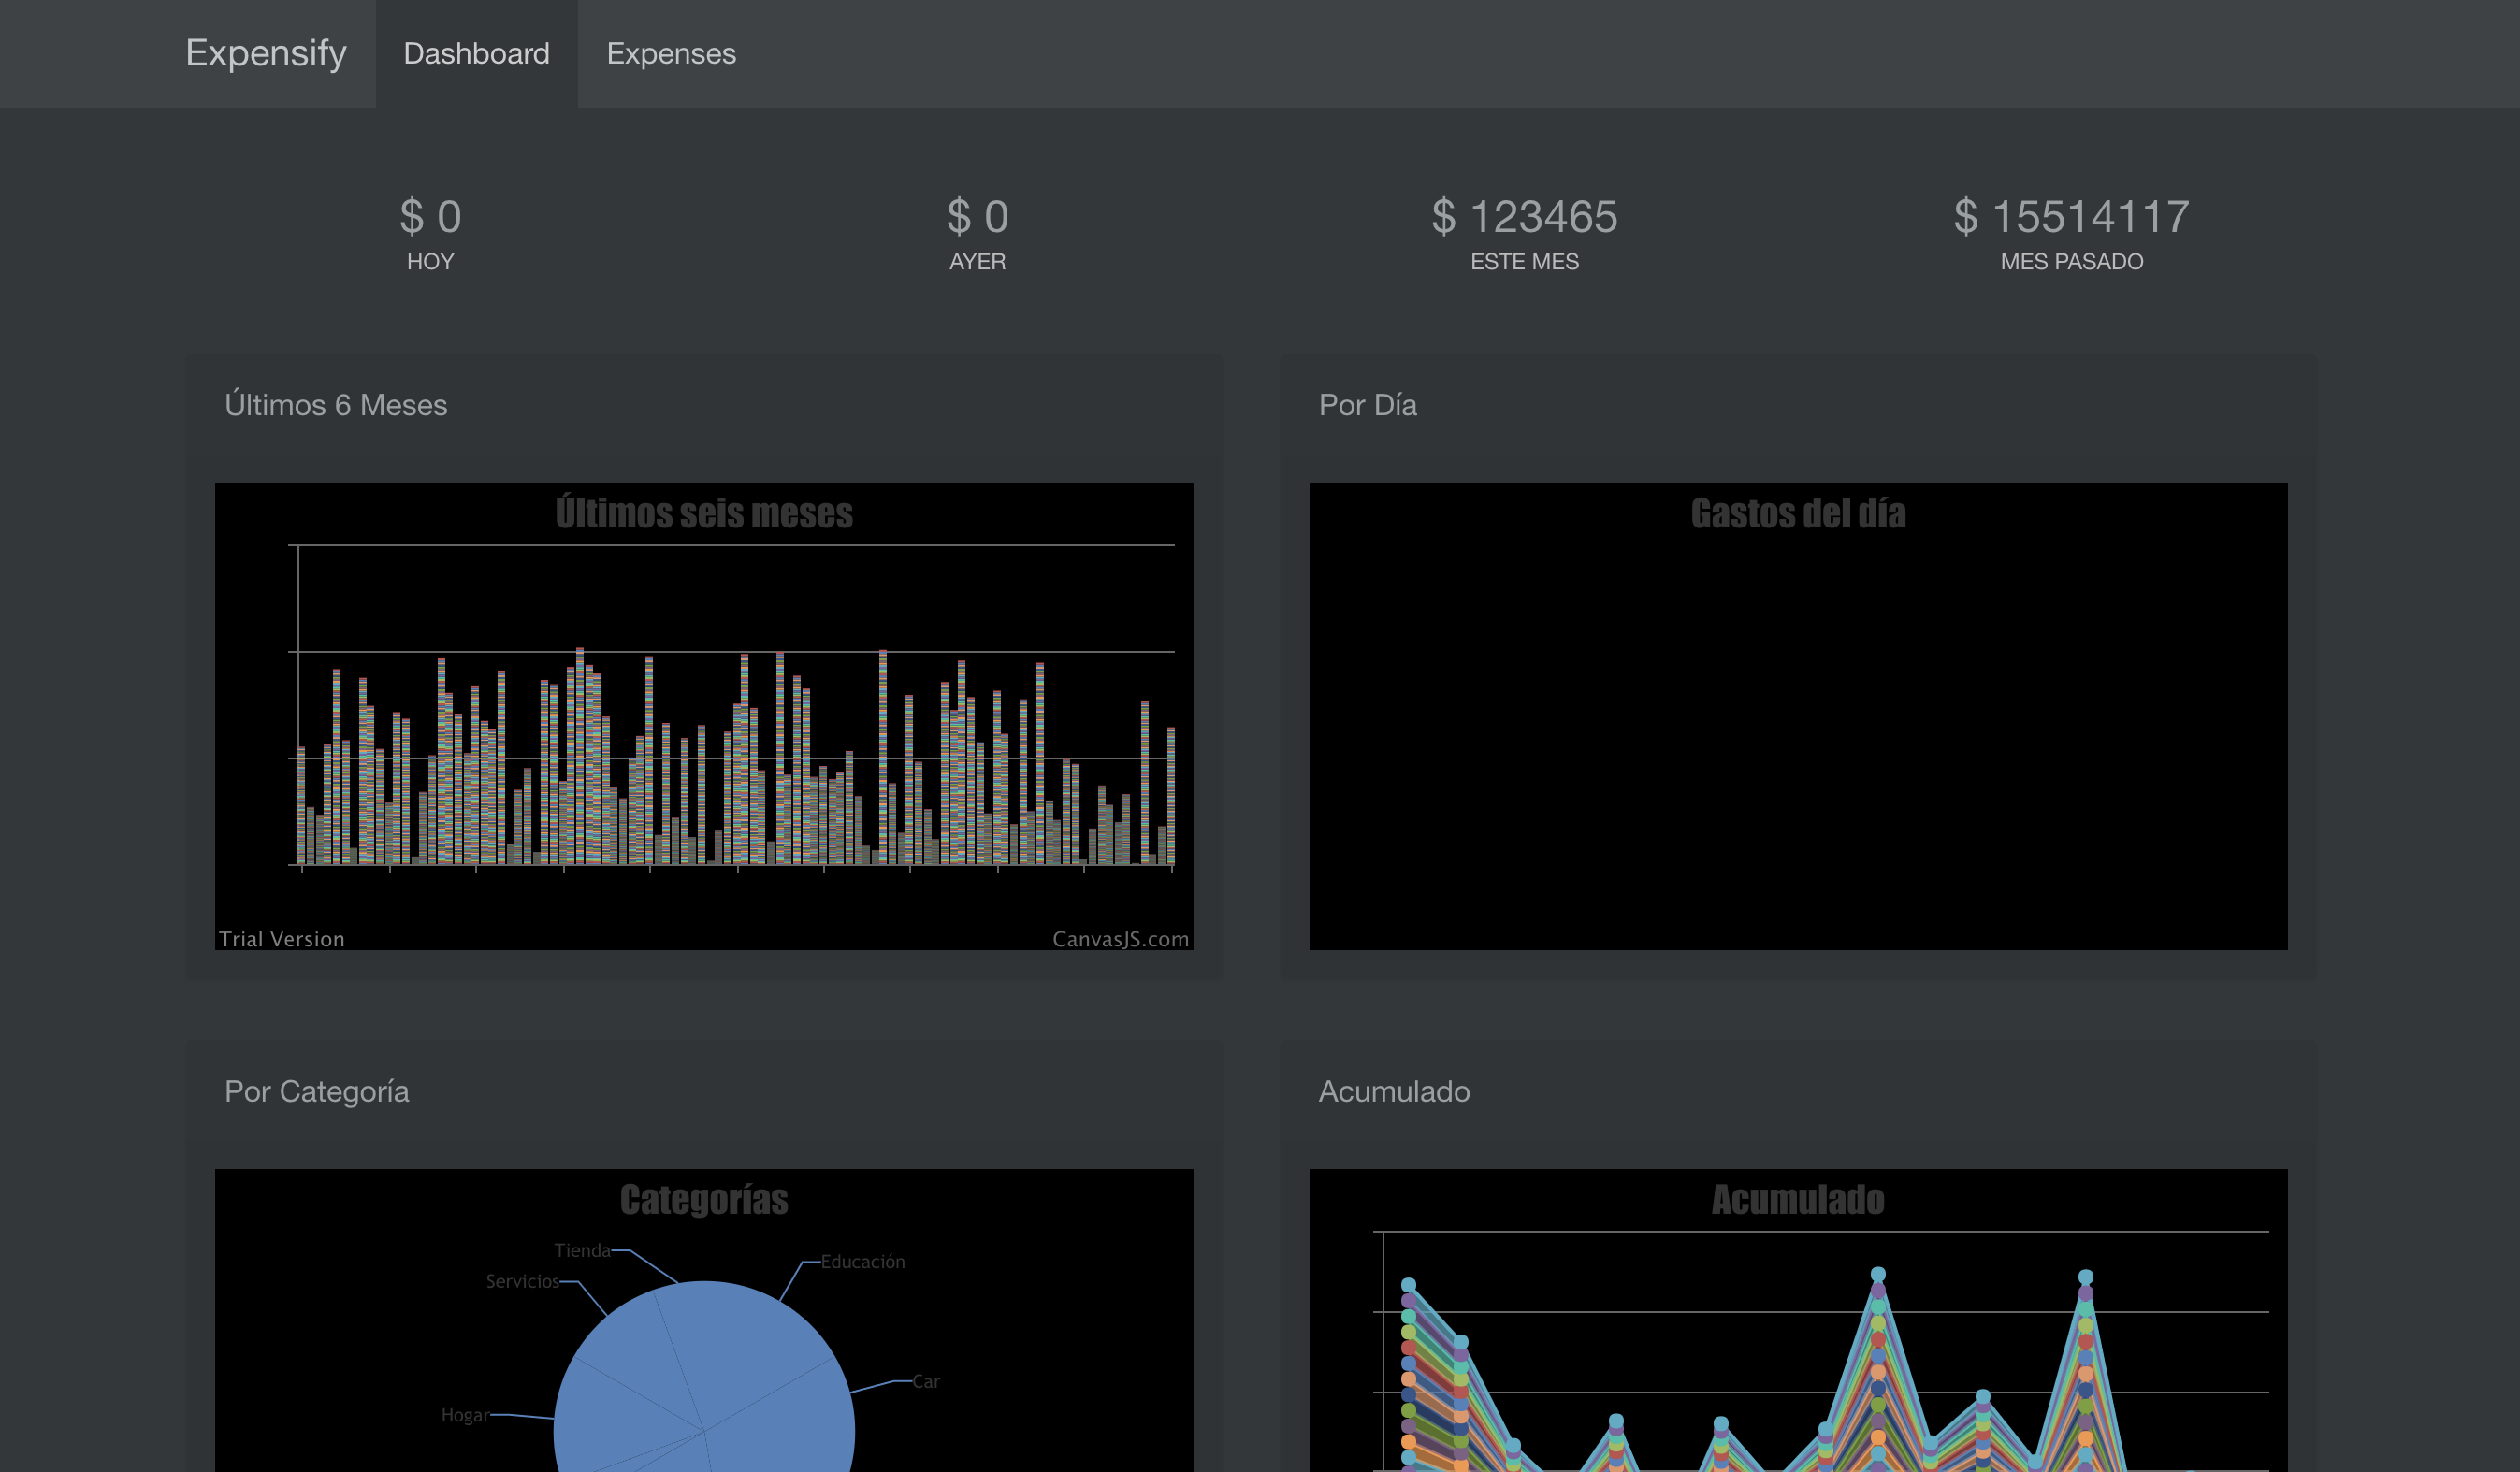 Expensify Dashboard Expenses
$ 0
HOY
$ 0
AYER
$ 123465
ESTE MES
$ 15514117
MES PASADO
Últimos 6 Meses
Últimos seis meses
Trial Version
CanvasJS.com
Por Día
Gastos del día
Por Categoría
Categorías
Tienda
Educación
Servicios
Car
Hogar
Acumulado
Acumulado